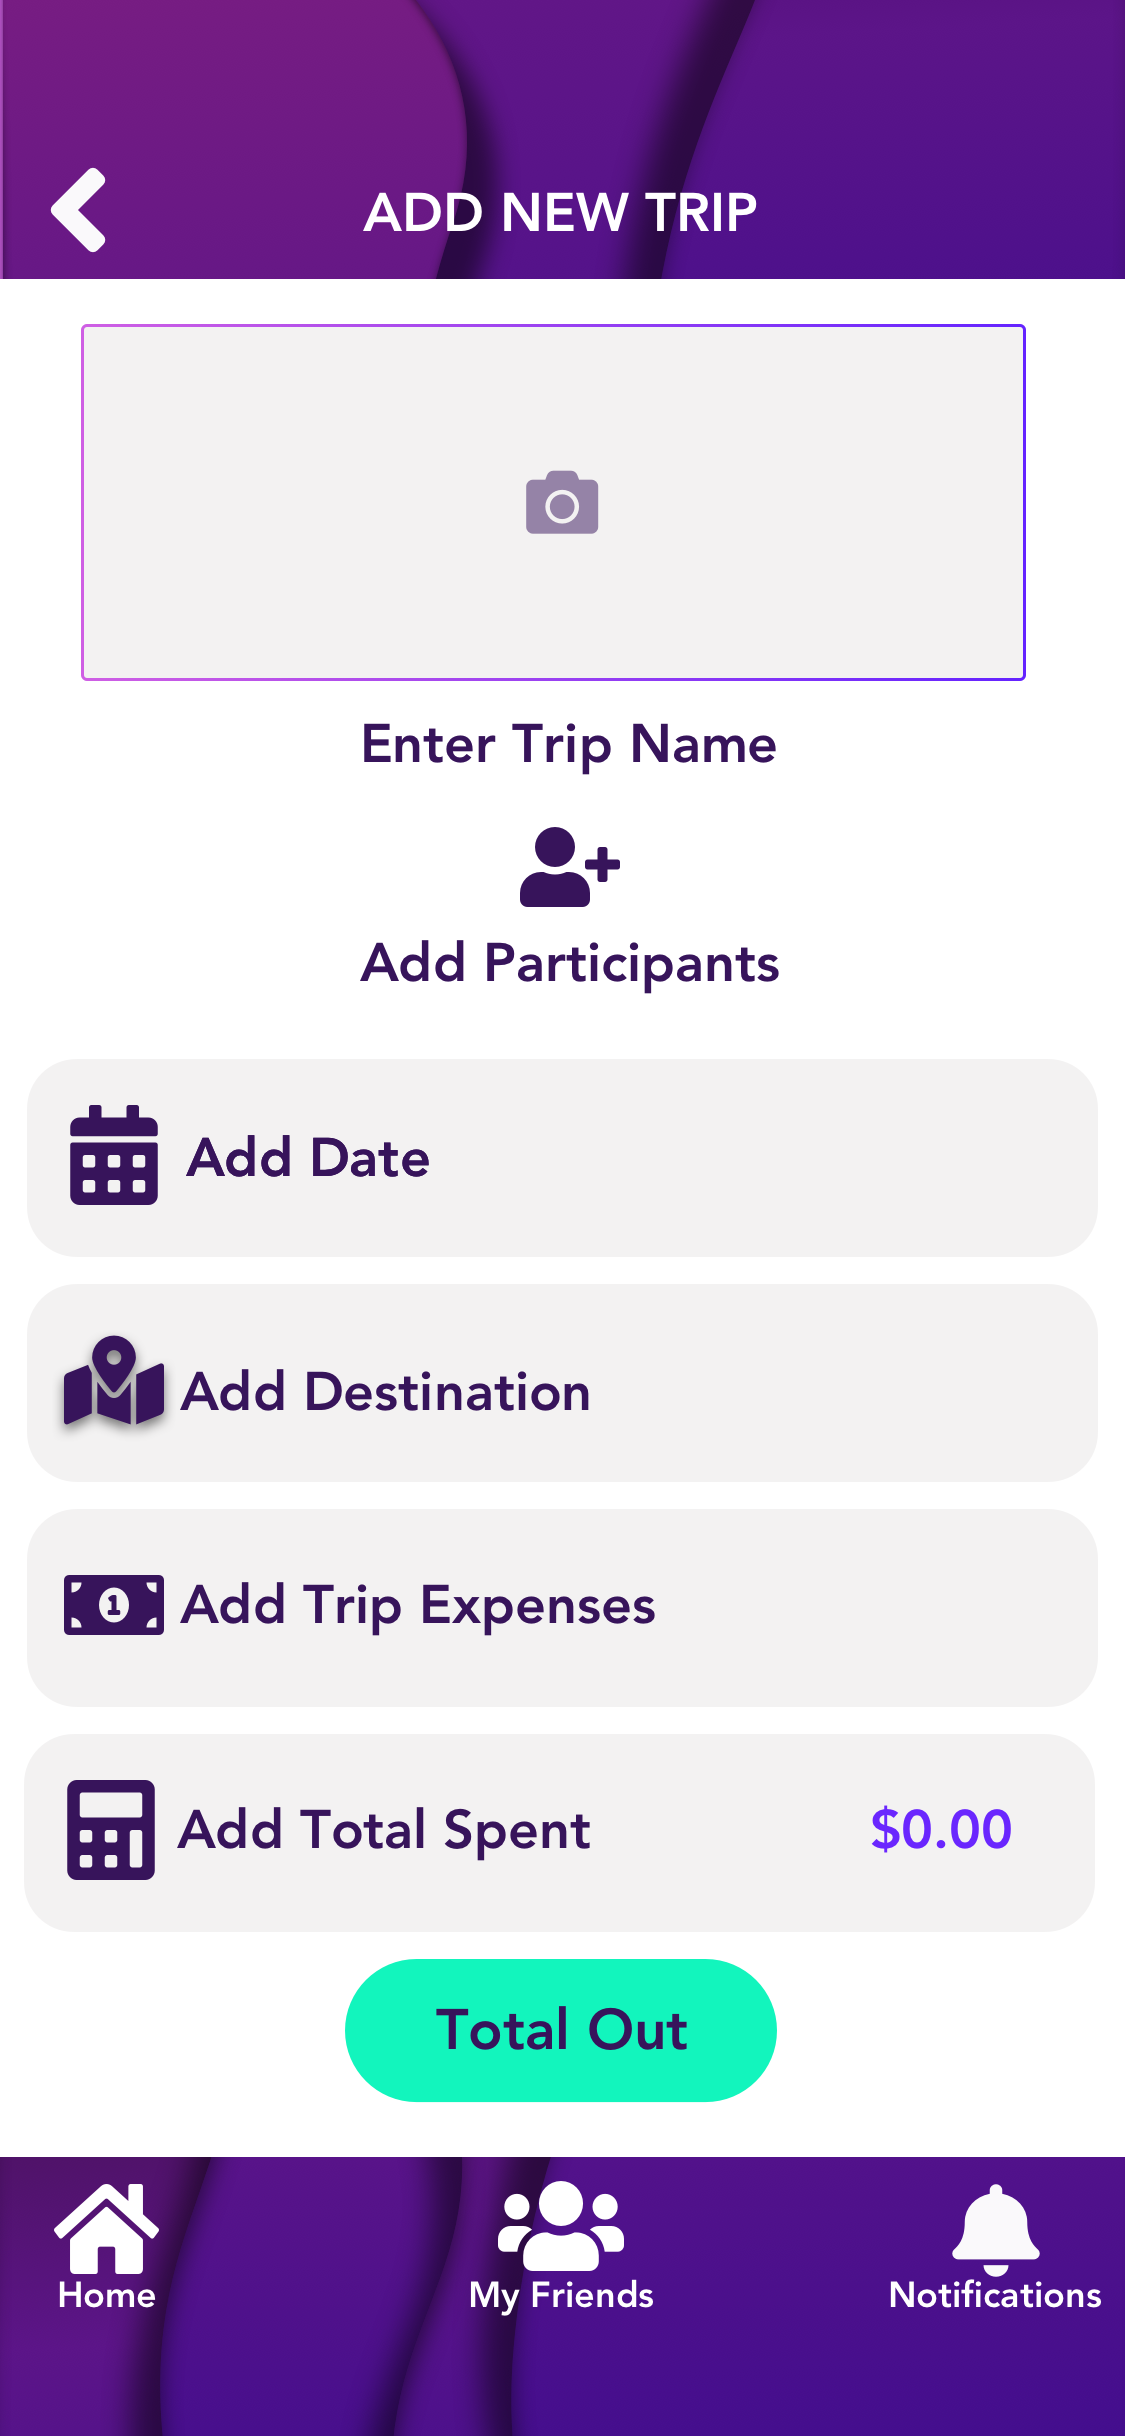 ADD NEW TRIP
Enter Trip Name
Add Participants
Add Date
Add Destination
1
Add Trip Expenses
Add Total Spent
$0.00
Total Out
Home
My Friends
Notifications